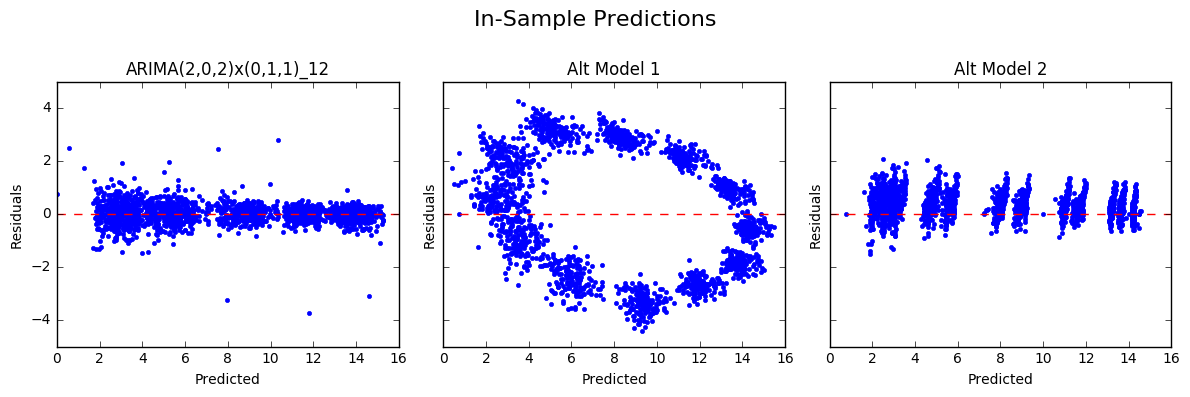 In-Sample Predictions
ARIMA(2,0,2)x(0,1,1)_12
Alt Model 1
Alt Model 2
Residuals
4
2
0
−2
−4
0 2 4 6 8 10 12 14 16
Predicted
Residuals
0 2 4 6 8 10 12 14 16
Predicted
Residuals
0 2 4 6 8 10 12 14 16
Predicted